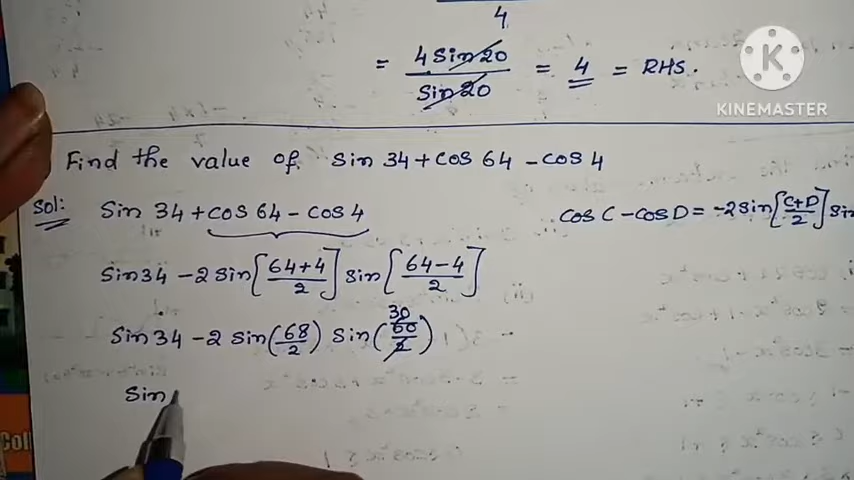 4
= 4 Sin 20 / Sin 20 = 4 = RHS.
K
KINEMASTER
Find the value of Sin 34 + cos 64 - cos 4
Sol: Sin 34 + cos 64 - cos 4
cos C - cos D = -2 Sin [C+D / 2] Sin
Sin 34 - 2 Sin [64+4 / 2] Sin [64-4 / 2]
Sin 34 - 2 Sin (68 / 2) Sin (60 / 2) 30
Sin